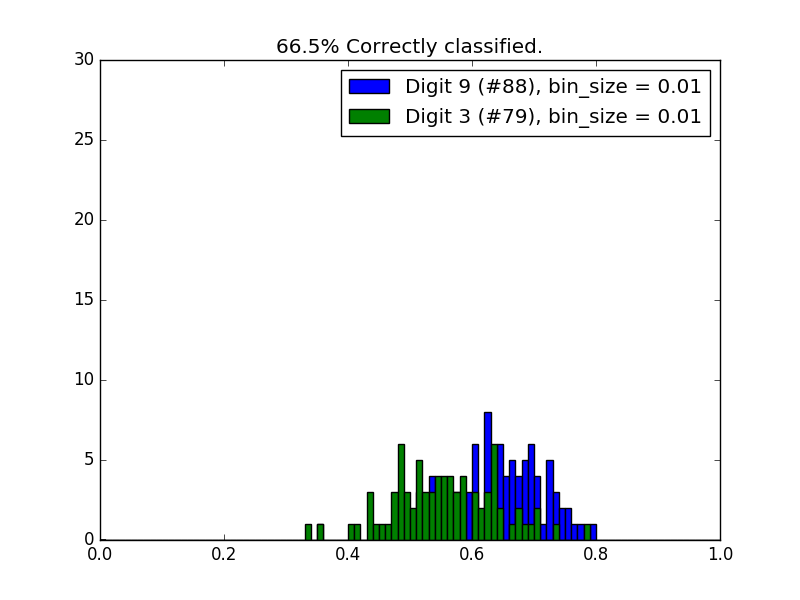 66.5% Correctly classified.
30
Digit 9 (#88), bin_size = 0.01
Digit 3 (#79), bin_size = 0.01
25
20
15
10
5
0
0.0 0.2 0.4 0.6 0.8 1.0